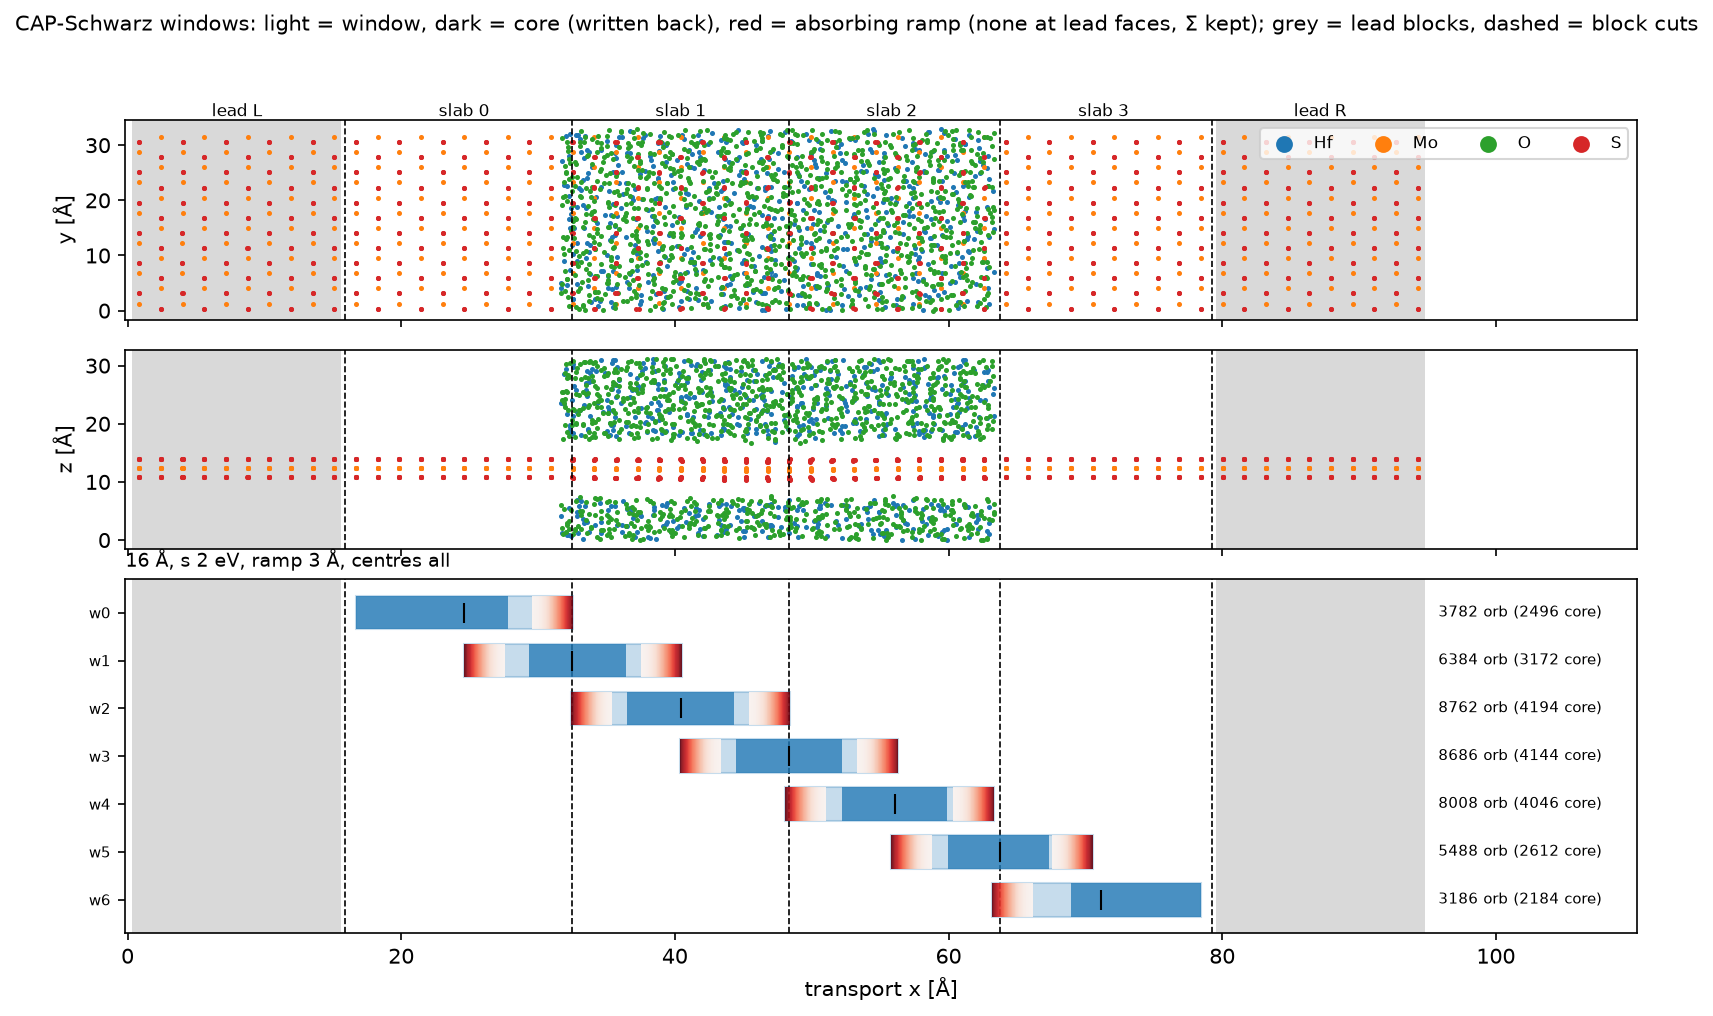 CAP-Schwarz windows: light = window, dark = core (written back), red = absorbing ramp (none at lead faces, Σ kept); grey = lead blocks, dashed = block cuts
lead L slab 0 slab 1 slab 2 slab 3 lead R
Hf Mo O S
30
20
10
0
y [Å]
30
20
10
0
z [Å]
16 Å, s 2 eV, ramp 3 Å, centres all
w0 3782 orb (2496 core)
w1 6384 orb (3172 core)
w2 8762 orb (4194 core)
w3 8686 orb (4144 core)
w4 8008 orb (4046 core)
w5 5488 orb (2612 core)
w6 3186 orb (2184 core)
0 20 40 60 80 100
transport x [Å]